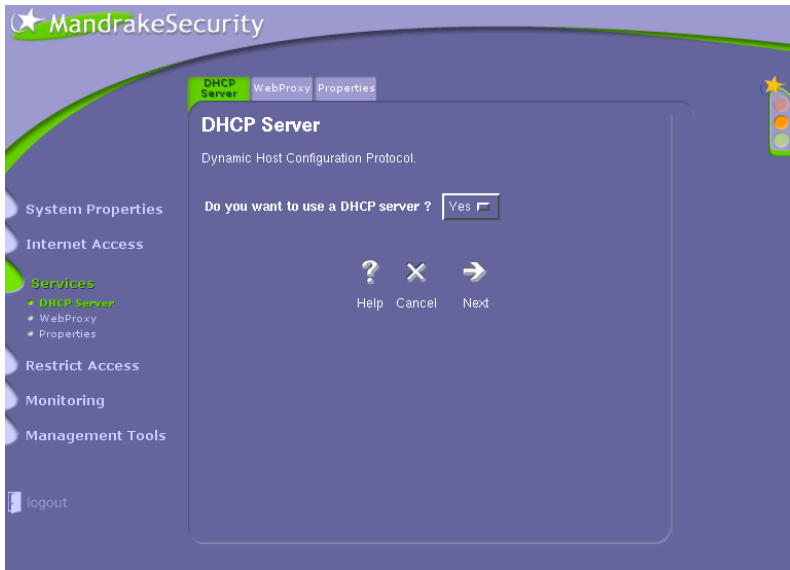 MandrakeSecurity
DHCP
Server
WebProxy
Properties
DHCP Server
Dynamic Host Configuration Protocol.
Do you want to use a DHCP server ?
Yes
Help
Cancel
Next
System Properties
Internet Access
Services
DHCP Server
WebProxy
Properties
Restrict Access
Monitoring
Management Tools
logout